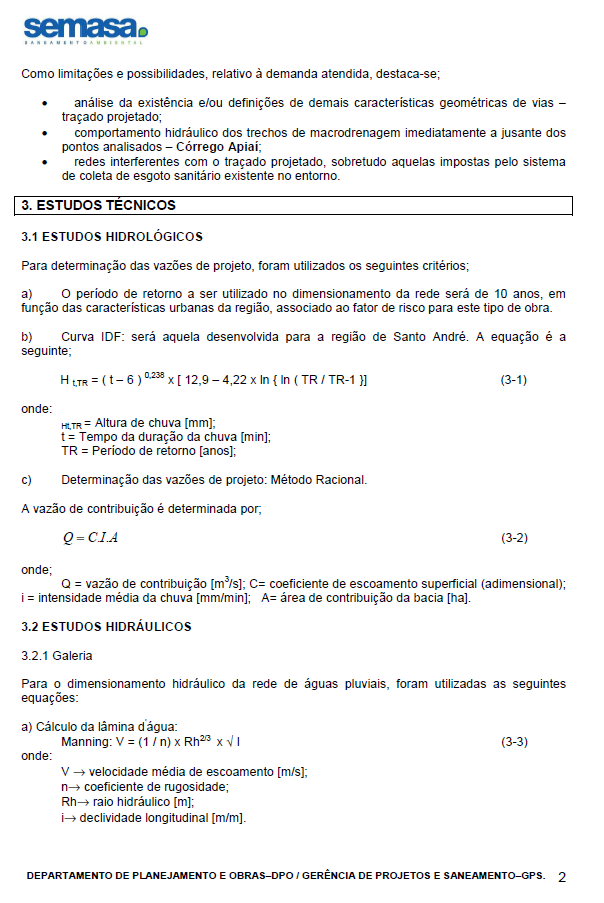 semasa
SANEAMENTO AMBIENTAL
Como limitações e possibilidades, relativo à demanda atendida, destaca-se;
• análise da existência e/ou definições de demais características geométricas de vias –
traçado projetado;
• comportamento hidráulico dos trechos de macrodrenagem imediatamente a jusante dos
pontos analisados – Córrego Apiaí;
• redes interferentes com o traçado projetado, sobretudo aquelas impostas pelo sistema
de coleta de esgoto sanitário existente no entorno.
3. ESTUDOS TÉCNICOS
3.1 ESTUDOS HIDROLÓGICOS
Para determinação das vazões de projeto, foram utilizados os seguintes critérios;
a) O período de retorno a ser utilizado no dimensionamento da rede será de 10 anos, em
função das características urbanas da região, associado ao fator de risco para este tipo de obra.
b) Curva IDF: será aquela desenvolvida para a região de Santo André. A equação é a
seguinte;
H t,TR = ( t – 6 ) 0,238 x [ 12,9 – 4,22 x ln { ln ( TR / TR-1 }] (3-1)
onde:
Ht,TR = Altura de chuva [mm];
t = Tempo da duração da chuva [min];
TR = Período de retorno [anos];
c) Determinação das vazões de projeto: Método Racional.
A vazão de contribuição é determinada por;
Q = C.I.A (3-2)
onde;
Q = vazão de contribuição [m³/s]; C= coeficiente de escoamento superficial (adimensional);
i = intensidade média da chuva [mm/min]; A= área de contribuição da bacia [ha].
3.2 ESTUDOS HIDRÁULICOS
3.2.1 Galeria
Para o dimensionamento hidráulico da rede de águas pluviais, foram utilizadas as seguintes
equações:
a) Cálculo da lâmina d'água:
Manning: V = (1 / n) x Rh2/3 x √ I (3-3)
onde:
V → velocidade média de escoamento [m/s];
n→ coeficiente de rugosidade;
Rh→ raio hidráulico [m];
i→ declividade longitudinal [m/m].
DEPARTAMENTO DE PLANEJAMENTO E OBRAS–DPO / GERÊNCIA DE PROJETOS E SANEAMENTO–GPS. 2